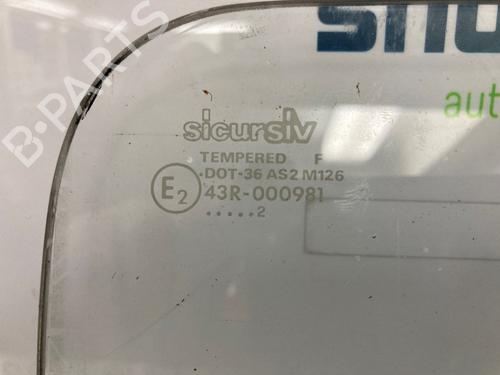 aut
sicursiv
TEMPERED F
.DOT-36 AS2 M126
E2 43R-000981
.....2
B-PARTS